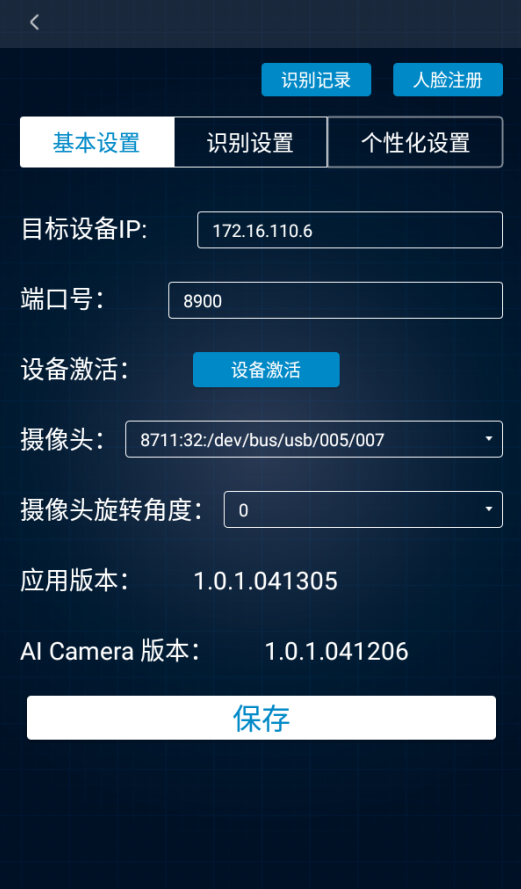 识别记录 人脸注册
基本设置 识别设置 个性化设置
目标设备IP: 172.16.110.6
端口号： 8900
设备激活： 设备激活
摄像头： 8711:32:/dev/bus/usb/005/007
摄像头旋转角度： 0
应用版本： 1.0.1.041305
AI Camera 版本： 1.0.1.041206
保存